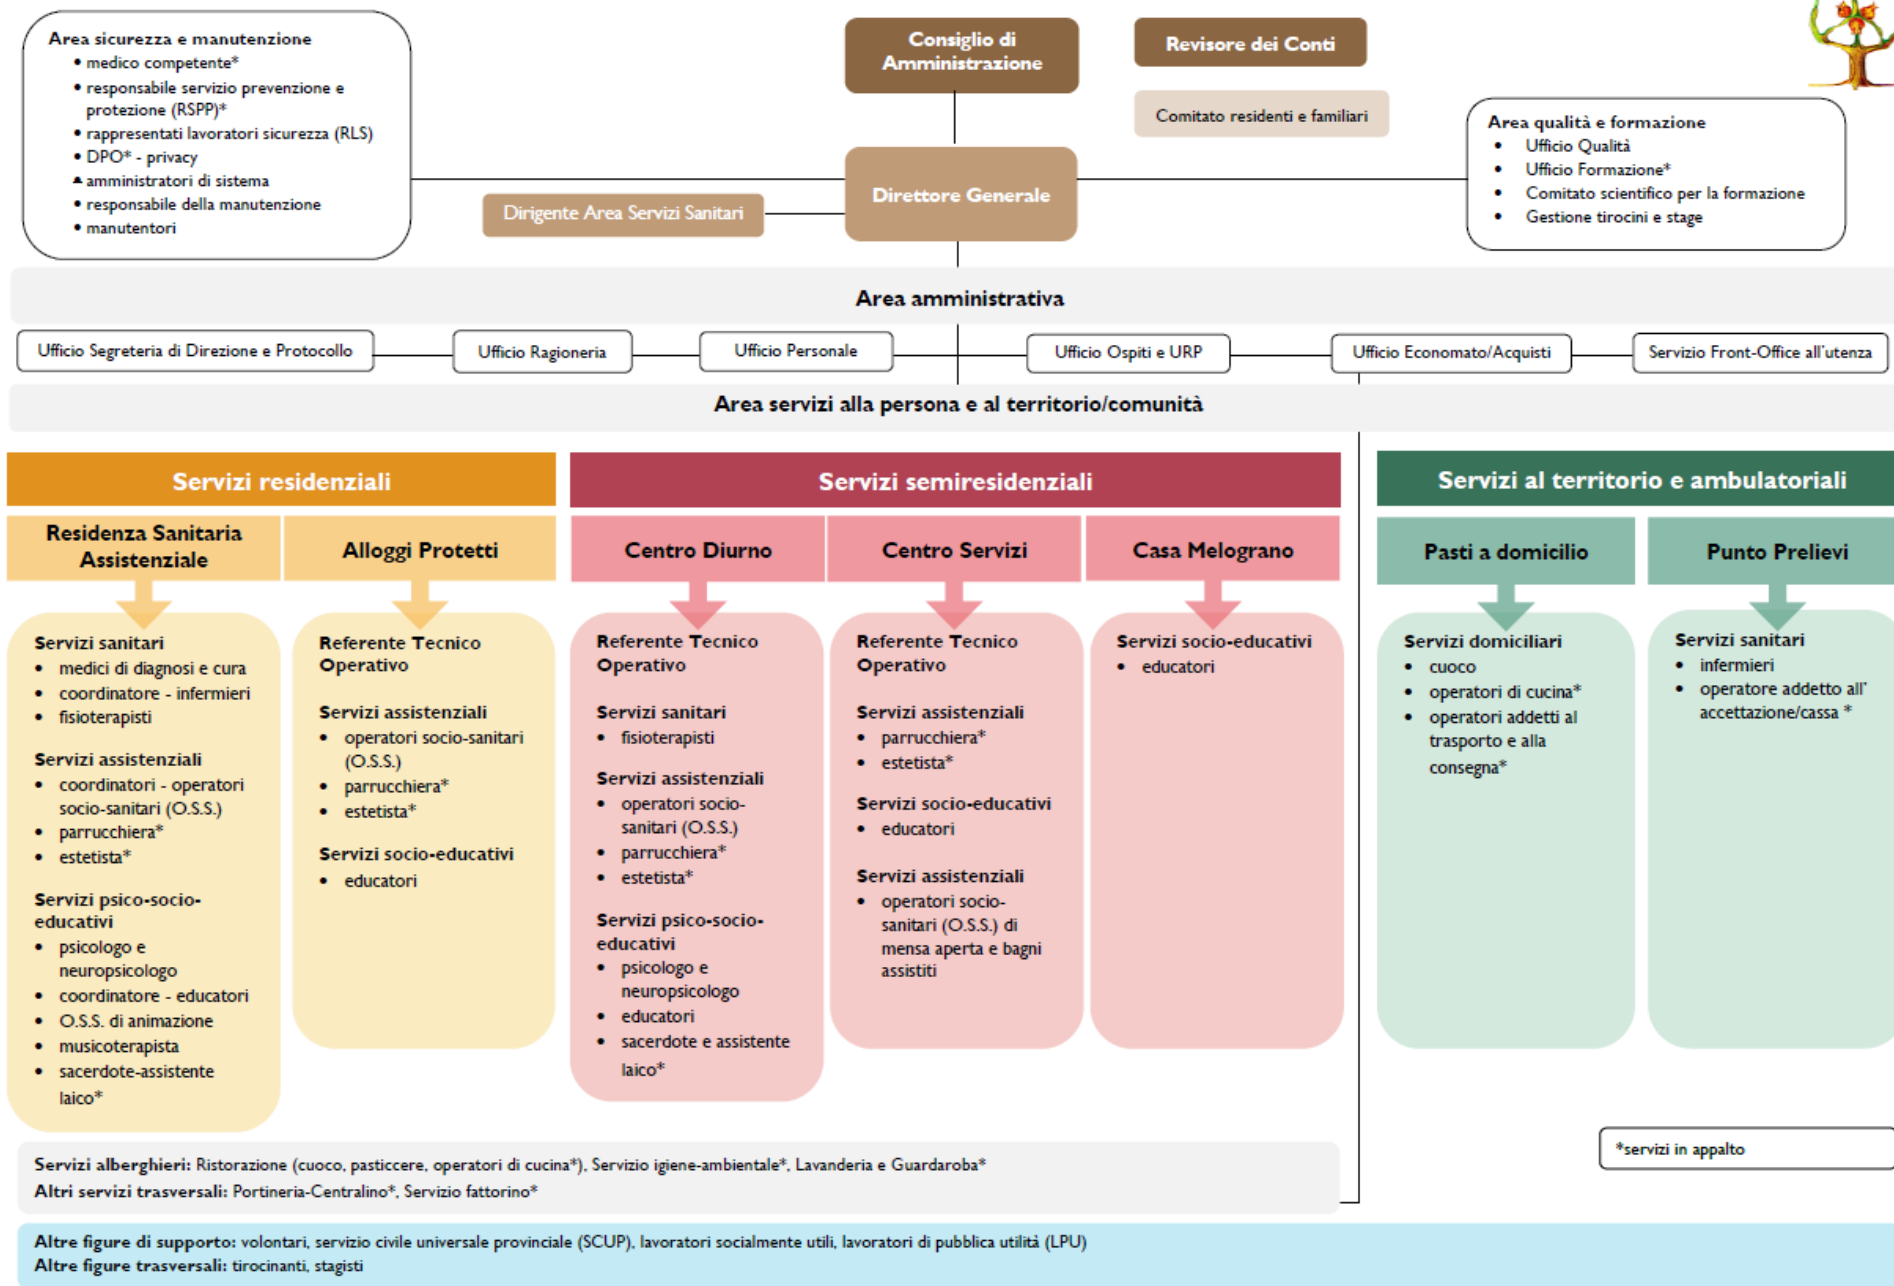 Area sicurezza e manutenzione
• medico competente*
• responsabile servizio prevenzione e
protezione (RSPP)*
• rappresentati lavoratori sicurezza (RLS)
• DPO* - privacy
▲ amministratori di sistema
• responsabile della manutenzione
• manutentori
Consiglio di
Amministrazione
Revisore dei Conti
Comitato residenti e familiari
Area qualità e formazione
• Ufficio Qualità
• Ufficio Formazione*
• Comitato scientifico per la formazione
• Gestione tirocini e stage
Direttore Generale
Dirigente Area Servizi Sanitari
Area amministrativa
Ufficio Segreteria di Direzione e Protocollo
Ufficio Ragioneria
Ufficio Personale
Ufficio Ospiti e URP
Ufficio Economato/Acquisti
Servizio Front-Office all'utenza
Area servizi alla persona e al territorio/comunità
Servizi residenziali
Residenza Sanitaria
Assistenziale
Servizi sanitari
• medici di diagnosi e cura
• coordinatore - infermieri
• fisioterapisti
Servizi assistenziali
• coordinatori - operatori
socio-sanitari (O.S.S.)
• parrucchiera*
• estetista*
Servizi psico-socio-
educativi
• psicologo e
neuropsicologo
• coordinatore - educatori
• O.S.S. di animazione
• musicoterapista
• sacerdote-assistente
laico*
Alloggi Protetti
Referente Tecnico
Operativo
Servizi assistenziali
• operatori socio-sanitari
(O.S.S.)
• parrucchiera*
• estetista*
Servizi socio-educativi
• educatori
Servizi semiresidenziali
Centro Diurno
Referente Tecnico
Operativo
Servizi sanitari
• fisioterapisti
Servizi assistenziali
• operatori socio-
sanitari (O.S.S.)
• parrucchiera*
• estetista*
Servizi psico-socio-
educativi
• psicologo e
neuropsicologo
• educatori
• sacerdote e assistente
laico*
Centro Servizi
Referente Tecnico
Operativo
Servizi assistenziali
• parrucchiera*
• estetista*
Servizi socio-educativi
• educatori
Servizi assistenziali
• operatori socio-
sanitari (O.S.S.) di
mensa aperta e bagni
assistiti
Casa Melograno
Servizi socio-educativi
• educatori
Servizi al territorio e ambulatoriali
Pasti a domicilio
Servizi domiciliari
• cuoco
• operatori di cucina*
• operatori addetti al
trasporto e alla
consegna*
Punto Prelievi
Servizi sanitari
• infermieri
• operatore addetto all'
accettazione/cassa *
*servizi in appalto
Servizi alberghieri: Ristorazione (cuoco, pasticcere, operatori di cucina*), Servizio igiene-ambientale*, Lavanderia e Guardaroba*
Altri servizi trasversali: Portineria-Centralino*, Servizio fattorino*
Altre figure di supporto: volontari, servizio civile universale provinciale (SCUP), lavoratori socialmente utili, lavoratori di pubblica utilità (LPU)
Altre figure trasversali: tirocinanti, stagisti